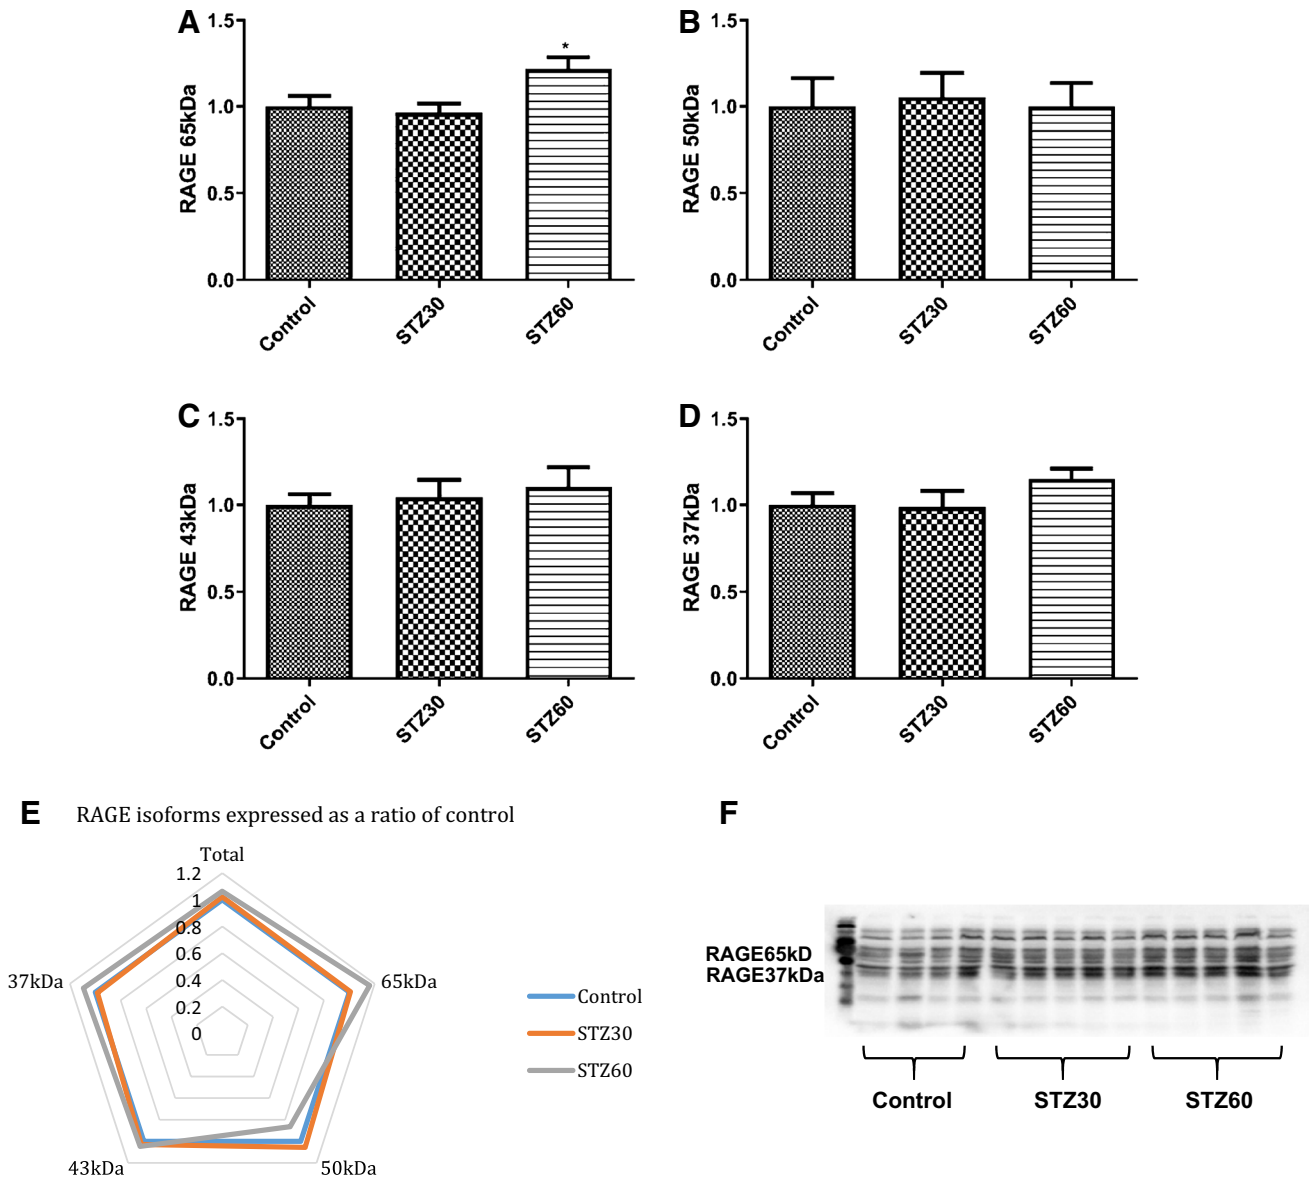 A
1.5
1.0
0.5
0.0
RAGE 65kDa
*
Control
STZ30
STZ60
B
1.5
1.0
0.5
0.0
RAGE 50kDa
Control
STZ30
STZ60
C
1.5
1.0
0.5
0.0
RAGE 43kDa
Control
STZ30
STZ60
D
1.5
1.0
0.5
0.0
RAGE 37kDa
Control
STZ30
STZ60
E
RAGE isoforms expressed as a ratio of control
Total
1.2
1
0.8
0.6
0.4
0.2
0
37kDa
65kDa
43kDa
50kDa
Control
STZ30
STZ60
F
RAGE65kD
RAGE37kDa
Control
STZ30
STZ60